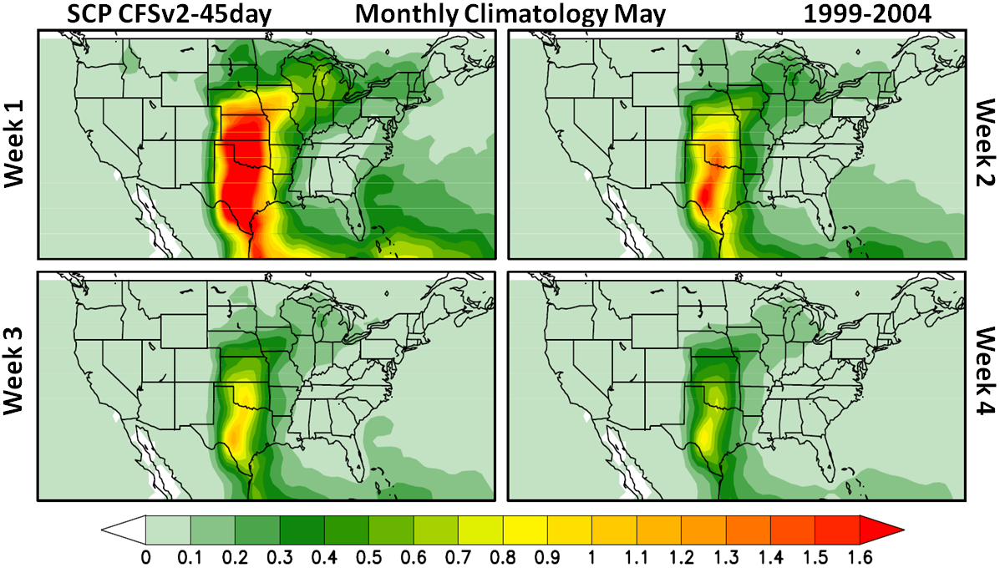 SCP CFSv2-45day Monthly Climatology May 1999-2004
Week 1
Week 2
Week 3
Week 4
0 0.1 0.2 0.3 0.4 0.5 0.6 0.7 0.8 0.9 1 1.1 1.2 1.3 1.4 1.5 1.6